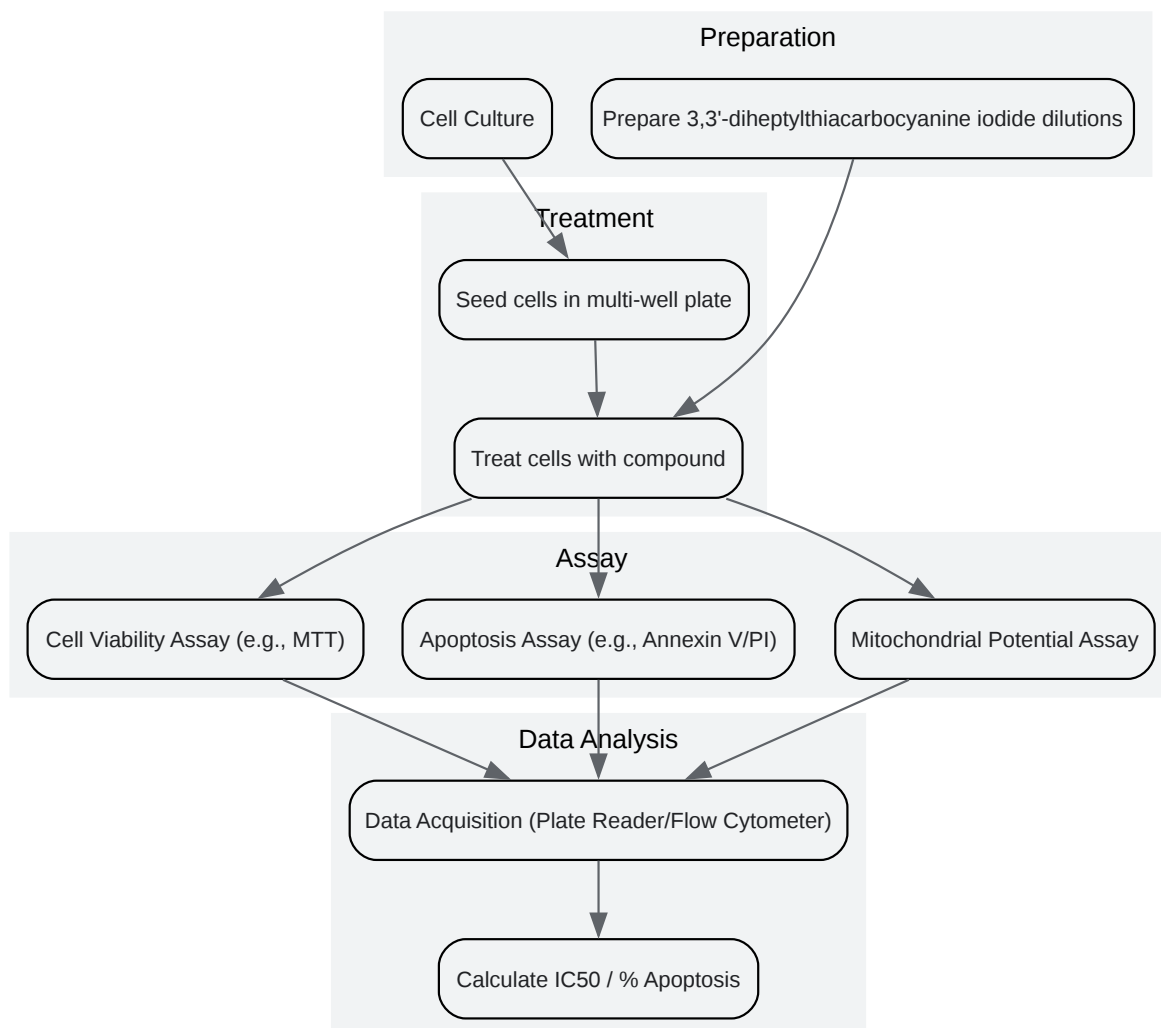 Preparation
Cell Culture
Prepare 3,3'-diheptylthiacarbocyanine iodide dilutions
Treatment
Seed cells in multi-well plate
Treat cells with compound
Assay
Cell Viability Assay (e.g., MTT)
Apoptosis Assay (e.g., Annexin V/PI)
Mitochondrial Potential Assay
Data Analysis
Data Acquisition (Plate Reader/Flow Cytometer)
Calculate IC50 / % Apoptosis